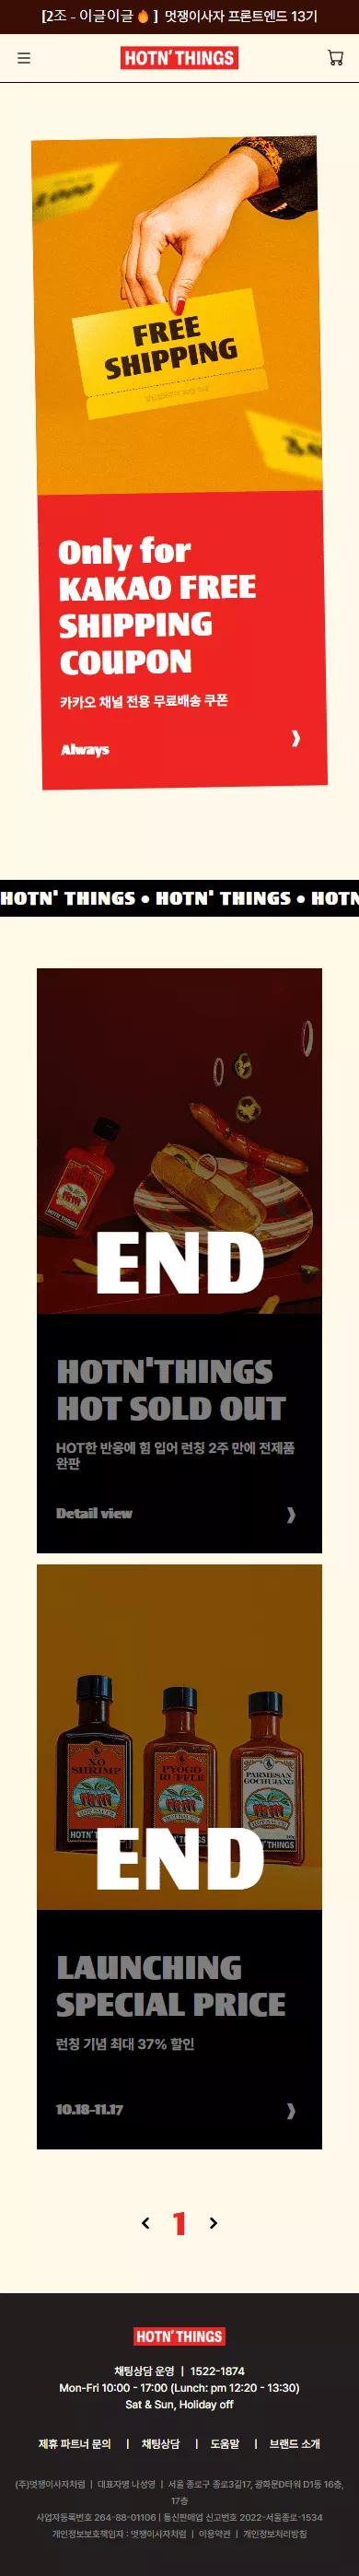 [2조 - 이글이글🔥] 멋쟁이사자 프론트엔드 13기
HOTN' THINGS
FREE
SHIPPING
Only for
KAKAO FREE
SHIPPING
COUPON
카카오 채널 전용 무료배송 쿠폰
Always
HOTN' THINGS • HOTN' THINGS • HOTN
END
HOTN'THINGS
HOT SOLD OUT
HOT한 반응에 힘 입어 런칭 2주 만에 전제품
완판
Detail view
XO
SHRIMP
PYOGO
PARMESAN
GOCHUJANG
END
LAUNCHING
SPECIAL PRICE
런칭 기념 최대 37% 할인
10.18-11.17
1
HOTN' THINGS
채팅상담 운영 | 1522-1874
Mon-Fri 10:00 - 17:00 (Lunch: pm 12:20 - 13:30)
Sat & Sun, Holiday off
제휴 파트너 문의 | 채팅상담 | 도움말 | 브랜드 소개
(주)멋쟁이사자처럼 | 대표자명 나성영 | 서울 종로구 종로3길17, 광화문D타워 D1동 16층,
17층
사업자등록번호 264-88-01106 | 통신판매업 신고번호 2022-서울종로-1534
개인정보보호책임자 : 멋쟁이사자처럼 | 이용약관 | 개인정보처리방침